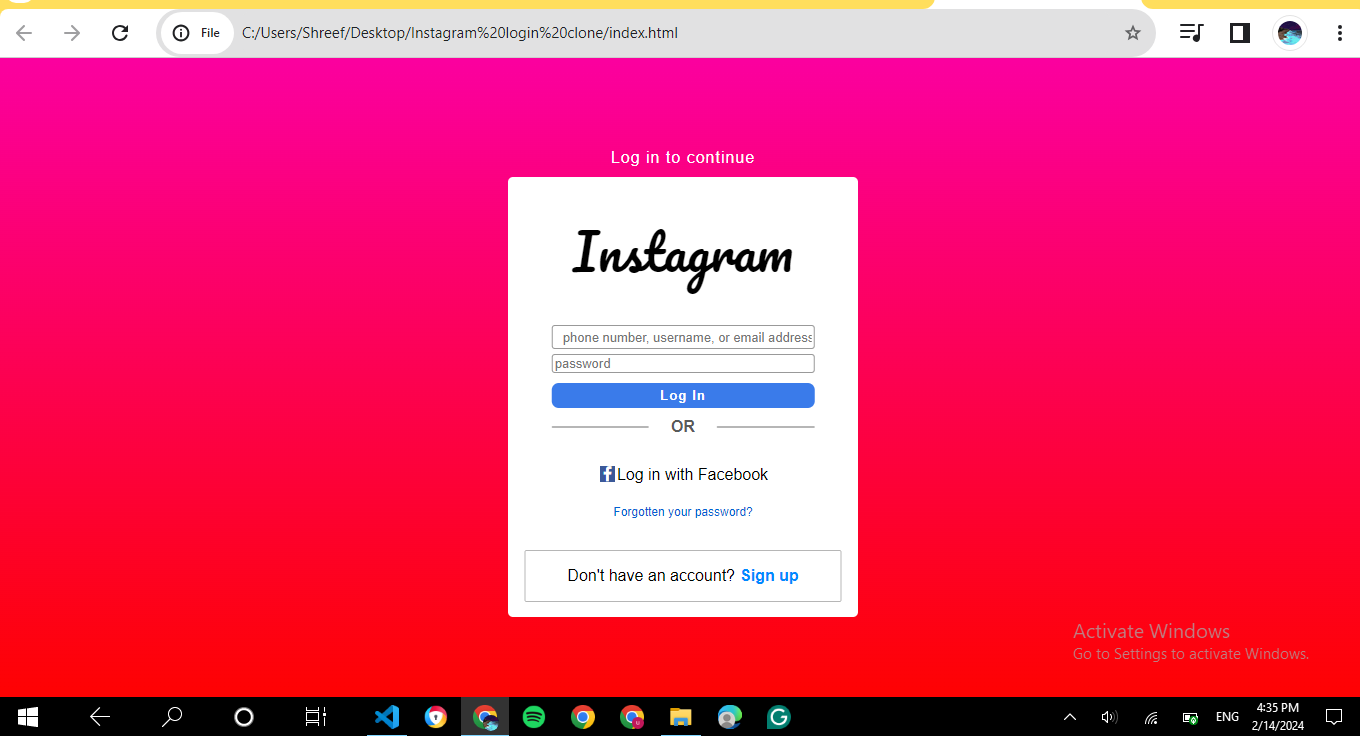 File C:/Users/Shreef/Desktop/Instagram%20login%20clone/index.html
Log in to continue
Instagram
phone number, username, or email address
password
Log In
OR
Log in with Facebook
Forgotten your password?
Don't have an account? Sign up
Activate Windows
Go to Settings to activate Windows.
ENG 4:35 PM
2/14/2024